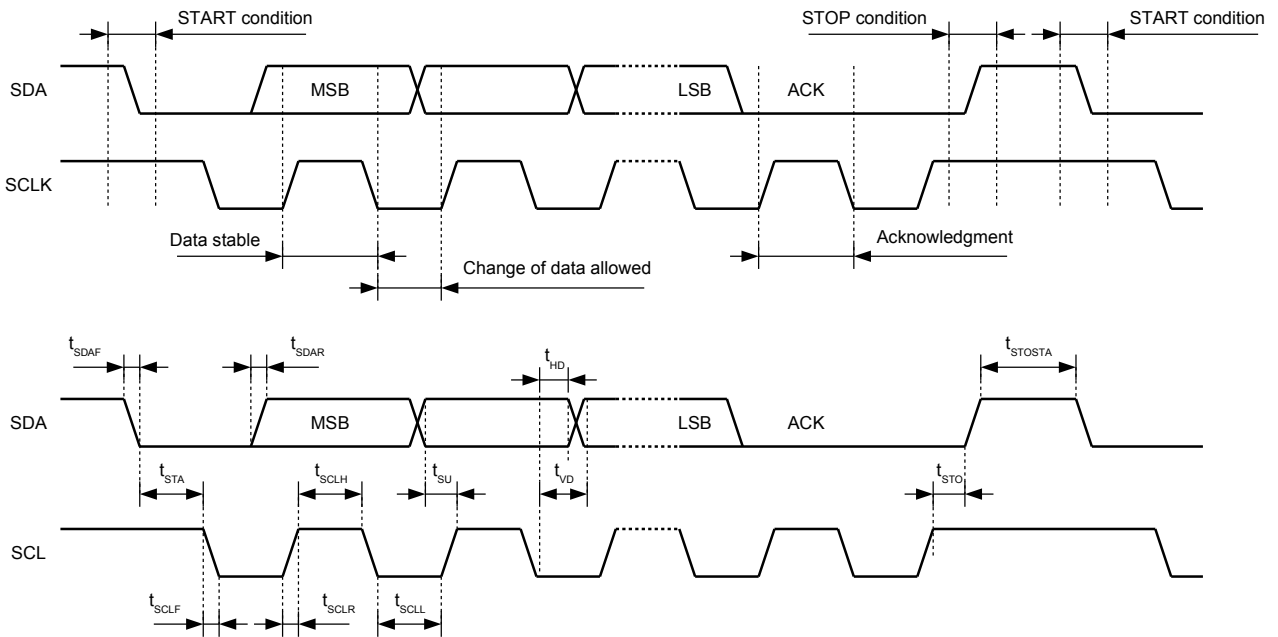 START condition
STOP condition
START condition
SDA
MSB
LSB
ACK
SCLK
Data stable
Acknowledgment
Change of data allowed
tSDAF
tSDAR
tHD
tSTOSTA
SDA
MSB
LSB
ACK
tSTA
tSCLH
tSU
tVD
tSTO
SCL
tSCLF
tSCLR
tSCLL